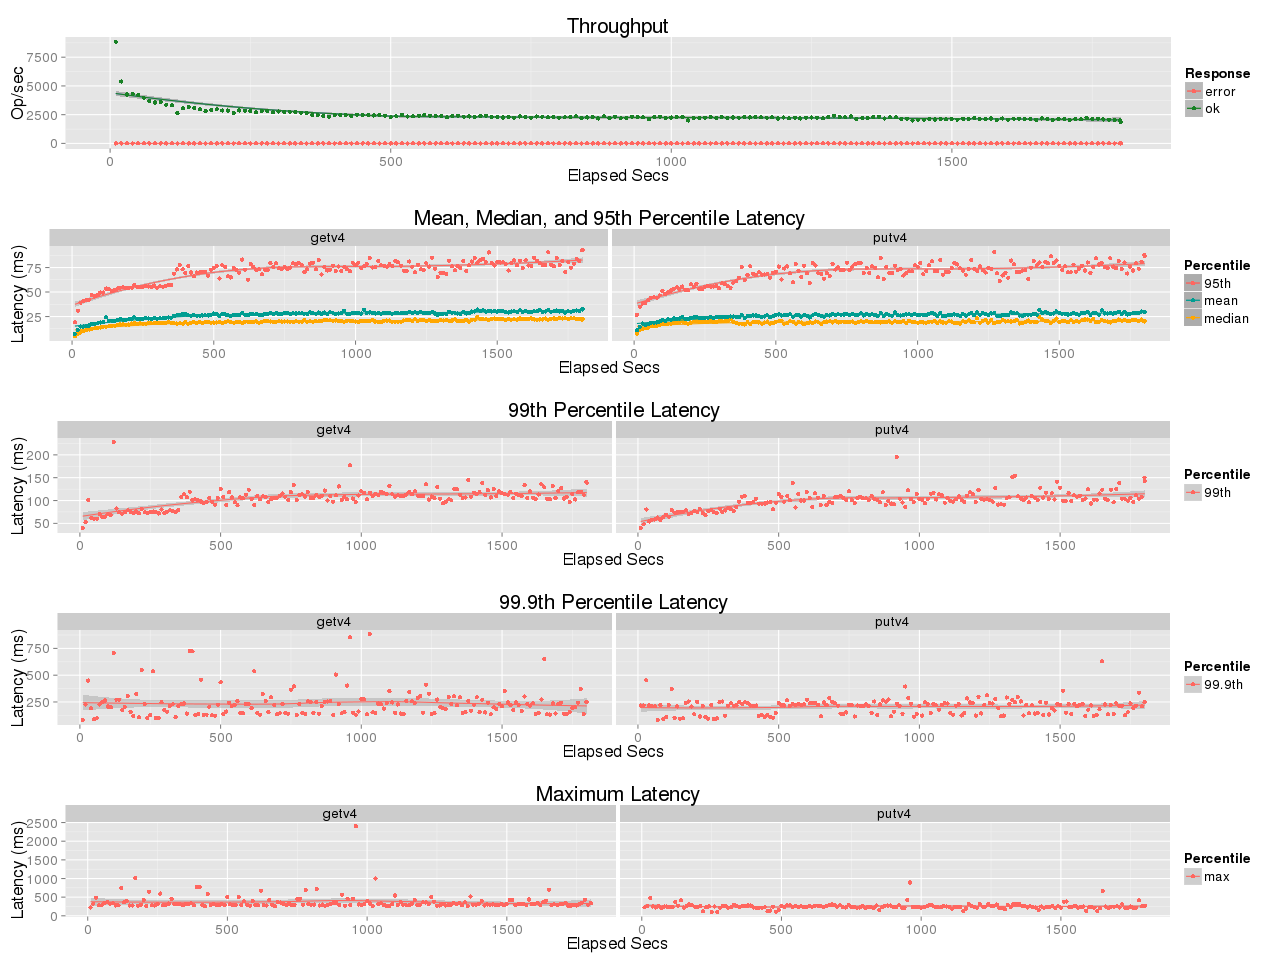 Throughput
Op/sec
7500
5000
2500
0
0 500 1000 1500
Elapsed Secs
Response
error
ok
Mean, Median, and 95th Percentile Latency
getv4 putv4
Latency (ms)
75
50
25
0 500 1000 1500 0 500 1000 1500
Elapsed Secs
Percentile
95th
mean
median
99th Percentile Latency
getv4 putv4
Latency (ms)
200
150
100
50
0 500 1000 1500 0 500 1000 1500
Elapsed Secs
Percentile
99th
99.9th Percentile Latency
getv4 putv4
Latency (ms)
750
500
250
0 500 1000 1500 0 500 1000 1500
Elapsed Secs
Percentile
99.9th
Maximum Latency
getv4 putv4
Latency (ms)
2500
2000
1500
1000
500
0
0 500 1000 1500 0 500 1000 1500
Elapsed Secs
Percentile
max